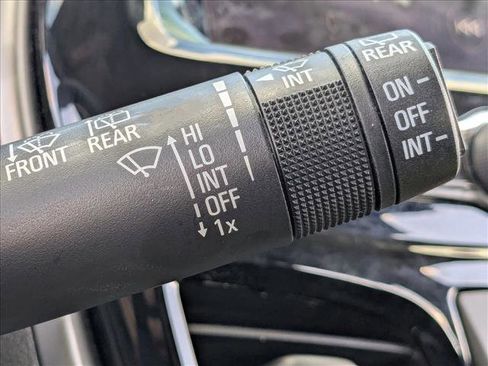 FRONT
REAR
HI
LO
INT
OFF
1x
INT
REAR
ON
OFF
INT